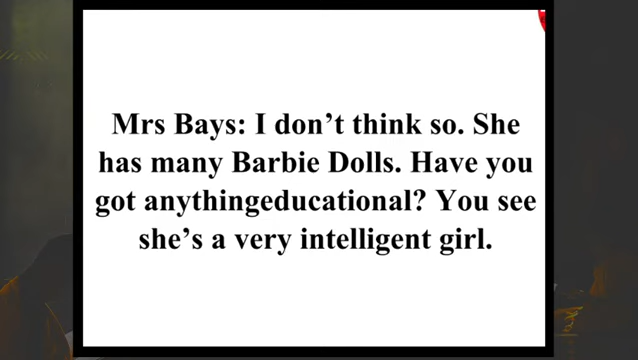 Mrs Bays: I don’t think so. She
has many Barbie Dolls. Have you
got anythingeducational? You see
she’s a very intelligent girl.